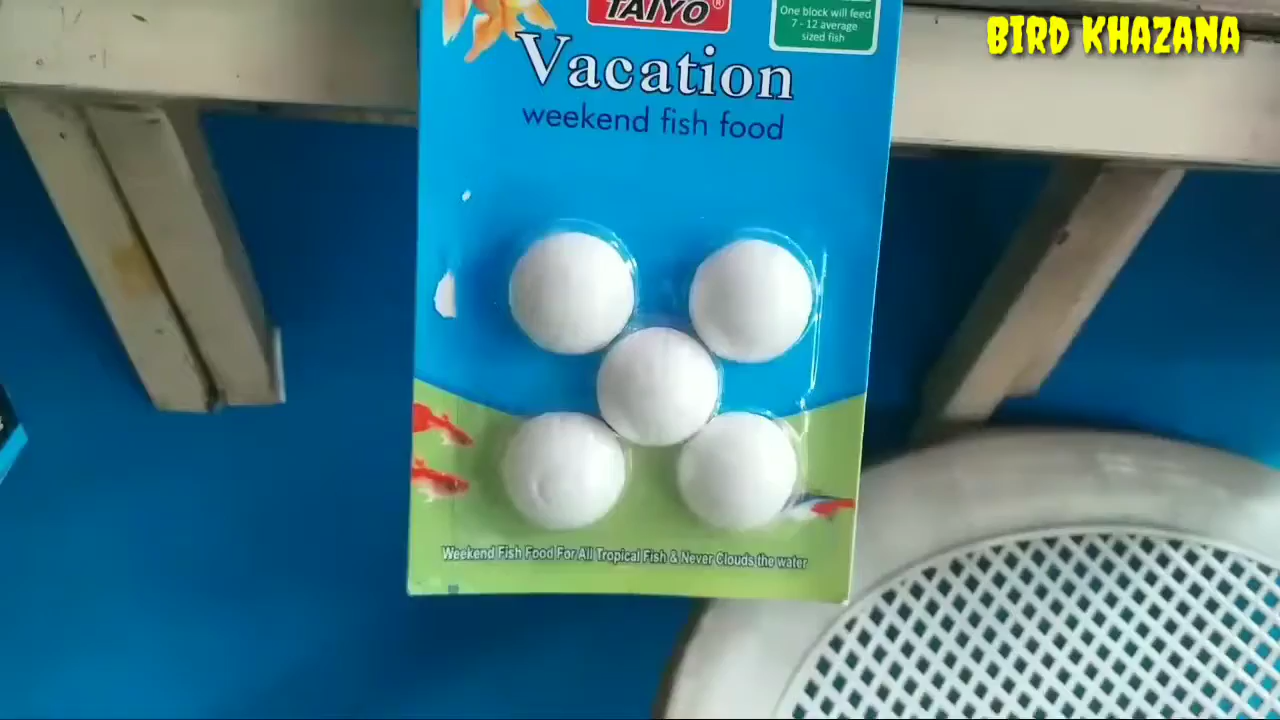 BIRD KHAZANA
TAIYO®
One block will feed
7 - 12 average
sized fish
Vacation
weekend fish food
Weekend Fish Food For All Tropical Fish & Never Clouds the water